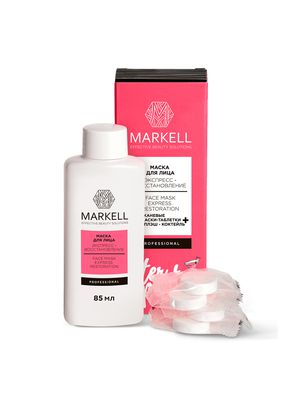 MARKELL
EFFECTIVE BEAUTY SOLUTIONS
МАСКА
ДЛЯ ЛИЦА
ЭКСПРЕСС -
ВОССТАНОВЛЕНИЕ
FACE MASK
EXPRESS
RESTORATION
ТКАНЕВЫЕ
МАСКИ-ТАБЛЕТКИ +
СПЛЭШ - КОКТЕЙЛЬ
PROFESSIONAL
MARKELL
EFFECTIVE BEAUTY SOLUTIONS
МАСКА
ДЛЯ ЛИЦА
ЭКСПРЕСС -
ВОССТАНОВЛЕНИЕ
FACE MASK
EXPRESS
RESTORATION
PROFESSIONAL
85 МЛ